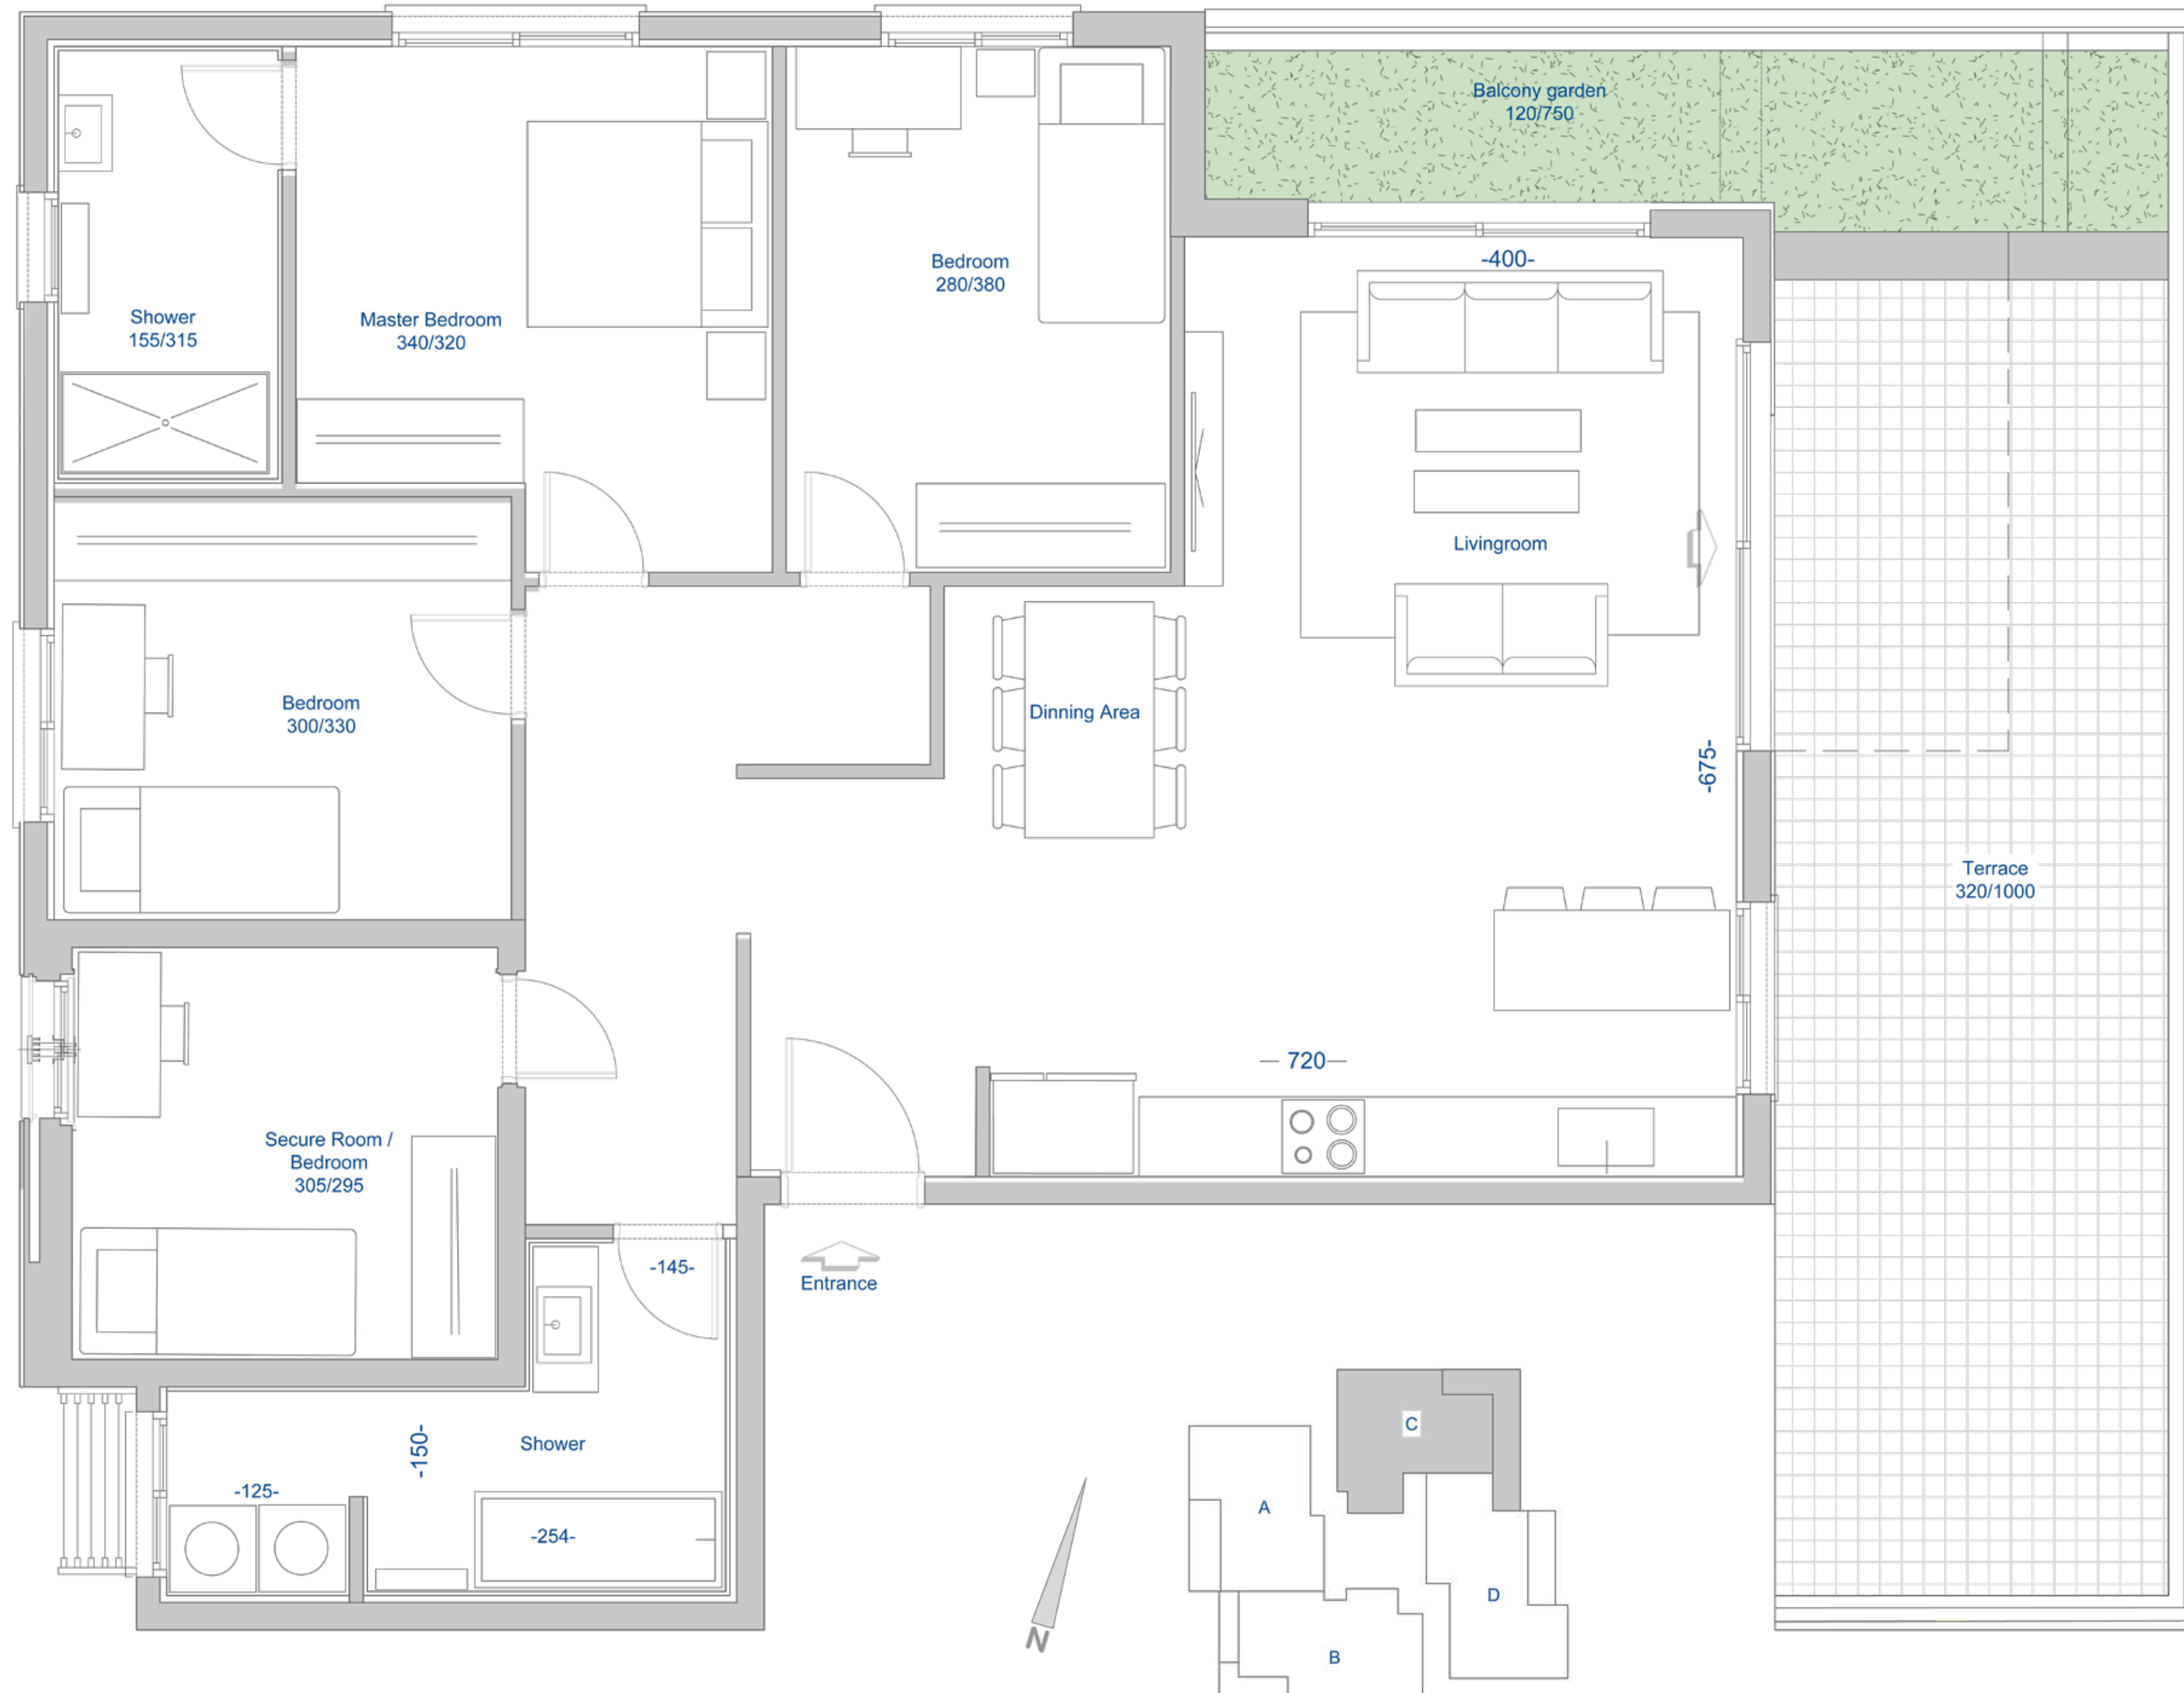 Balcony garden
120/750
-400-
Bedroom
280/380
Shower
155/315
Master Bedroom
340/320
Livingroom
Bedroom
300/330
Dinning Area
-675-
Terrace
320/1000
— 720—
Secure Room /
Bedroom
305/295
-145-
Entrance
-150-
Shower
-125-
-254-
C
A
D
B
N